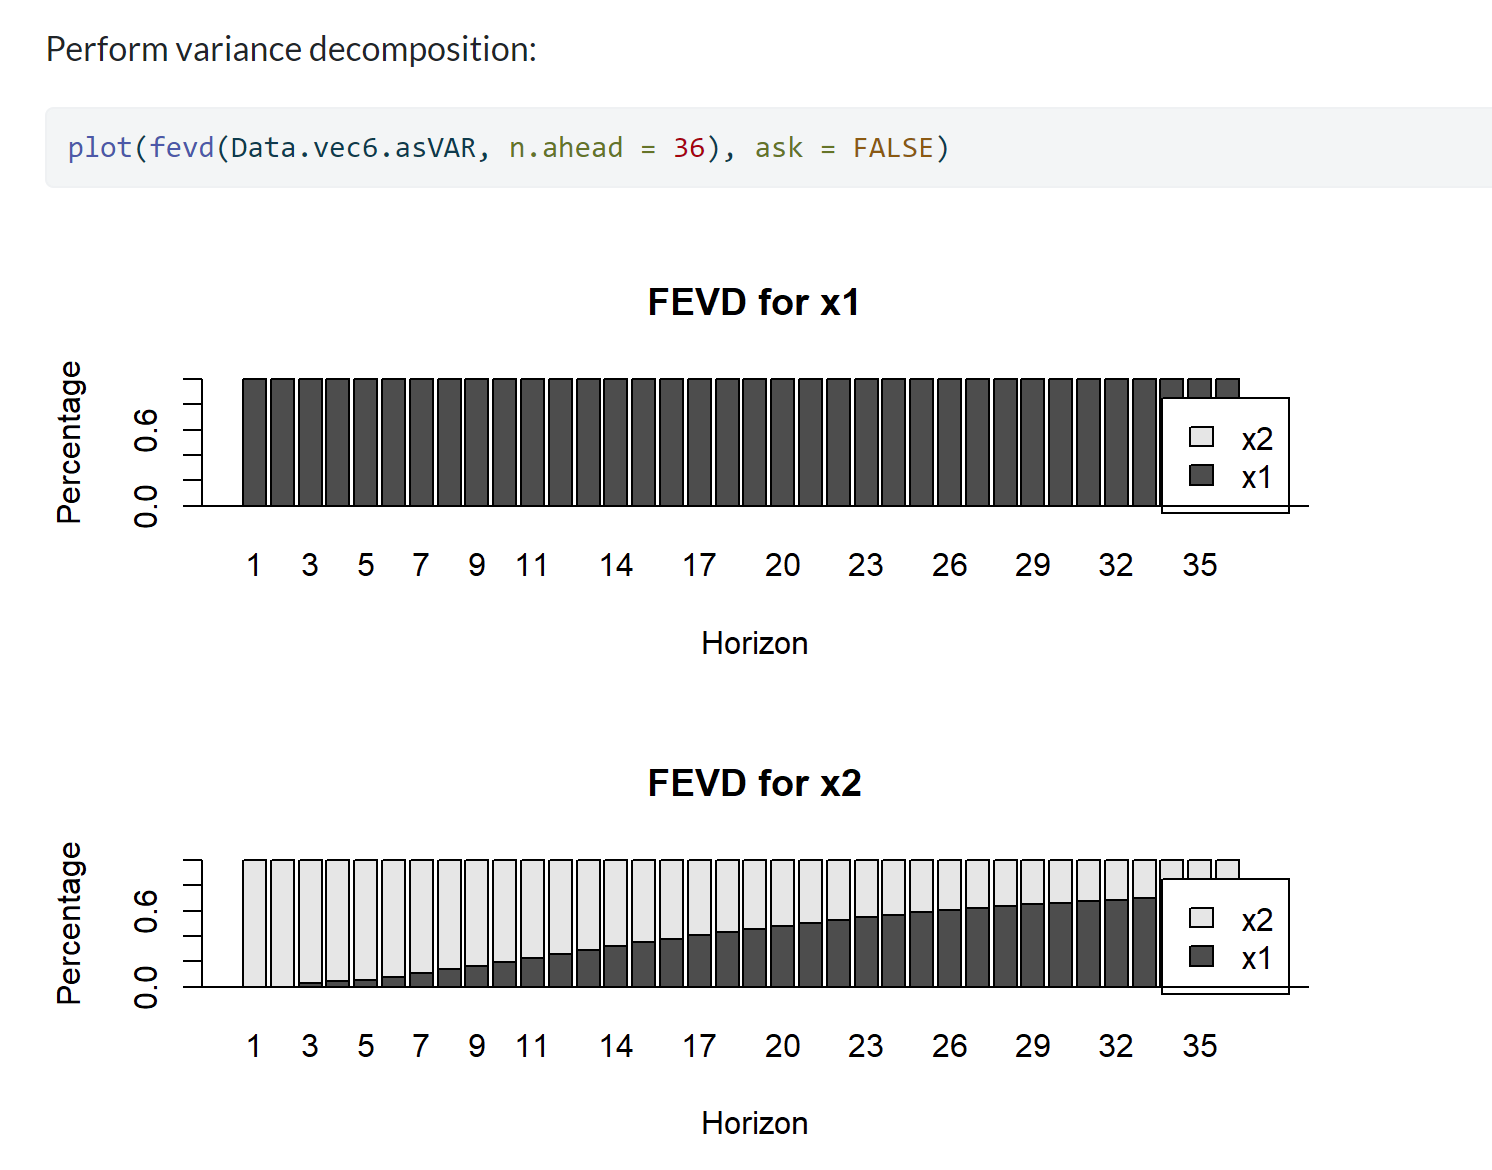 Perform variance decomposition:
plot(fevd(Data.vec6.asVAR, n.ahead = 36), ask = FALSE)
FEVD for x1
Percentage
0.6
0.0
x2
x1
1 3 5 7 9 11 14 17 20 23 26 29 32 35
Horizon
FEVD for x2
Percentage
0.6
0.0
x2
x1
1 3 5 7 9 11 14 17 20 23 26 29 32 35
Horizon